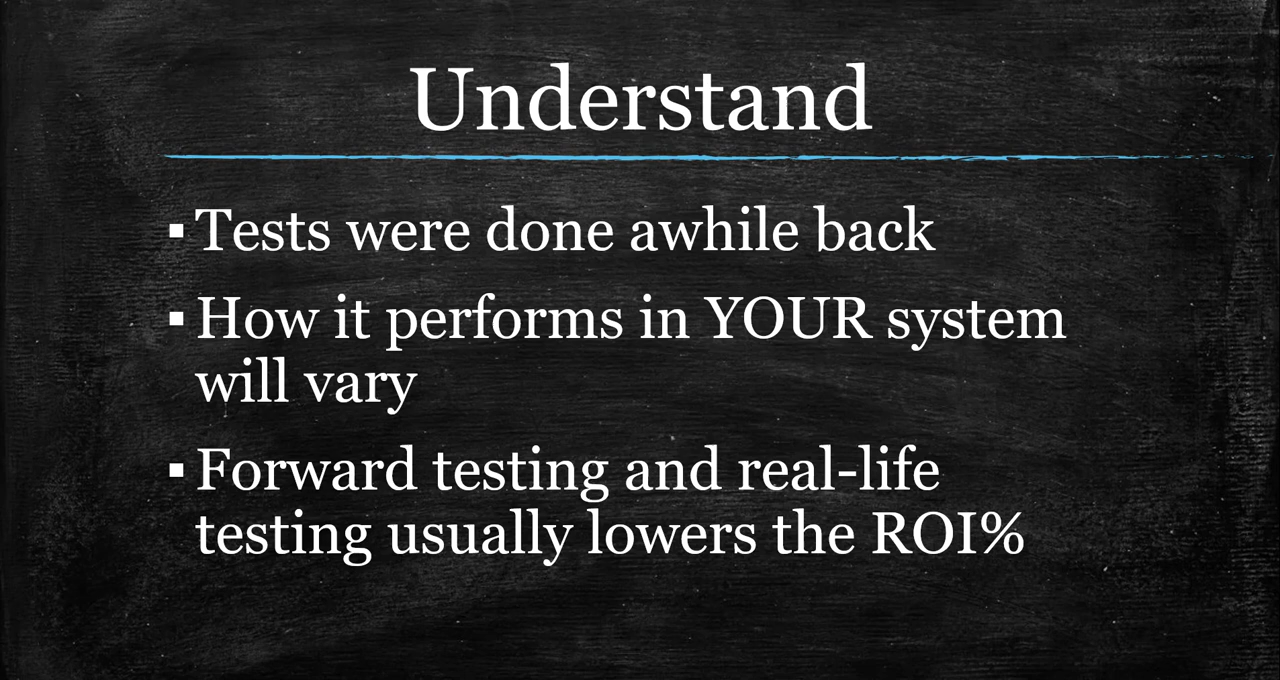 Understand
▪ Tests were done awhile back
▪ How it performs in YOUR system
will vary
▪ Forward testing and real-life
testing usually lowers the ROI%